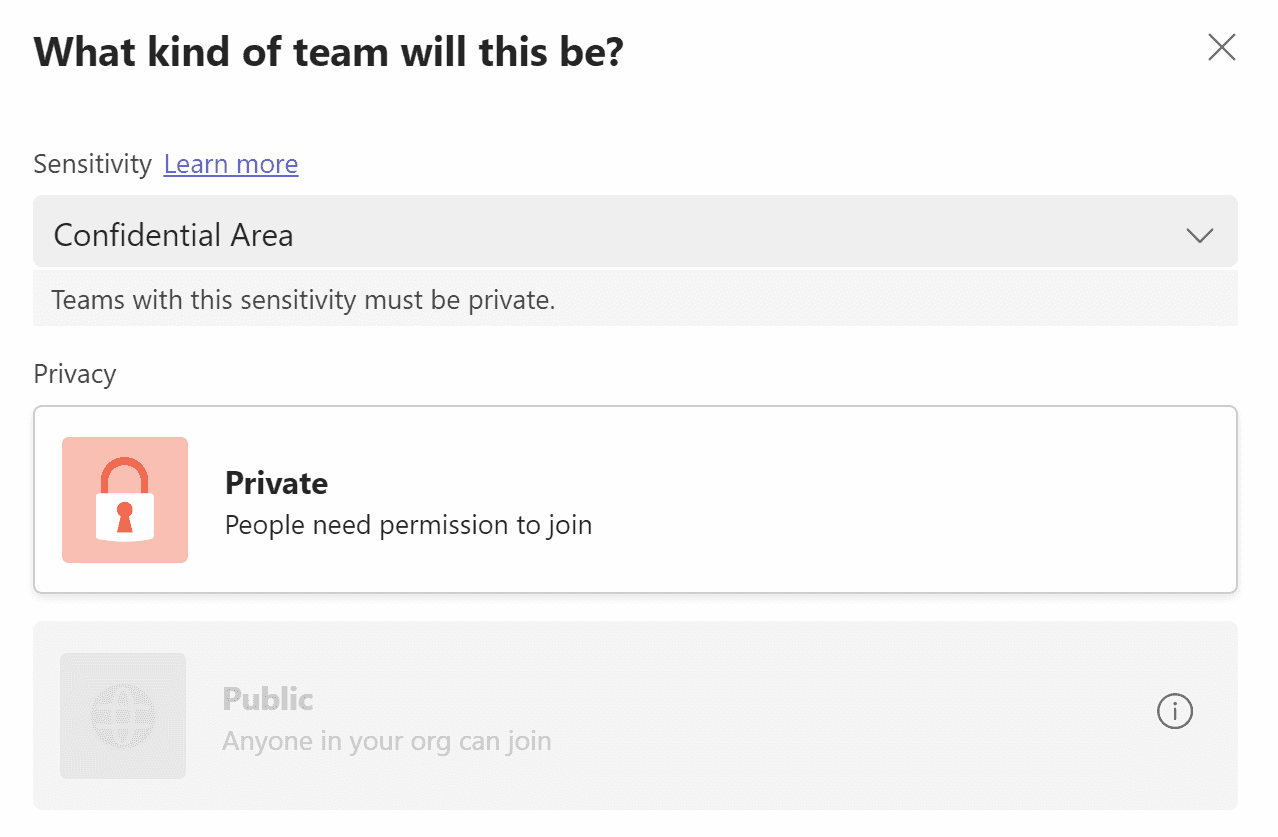 What kind of team will this be?
Sensitivity Learn more
Confidential Area
Teams with this sensitivity must be private.
Privacy
Private
People need permission to join
Public
Anyone in your org can join